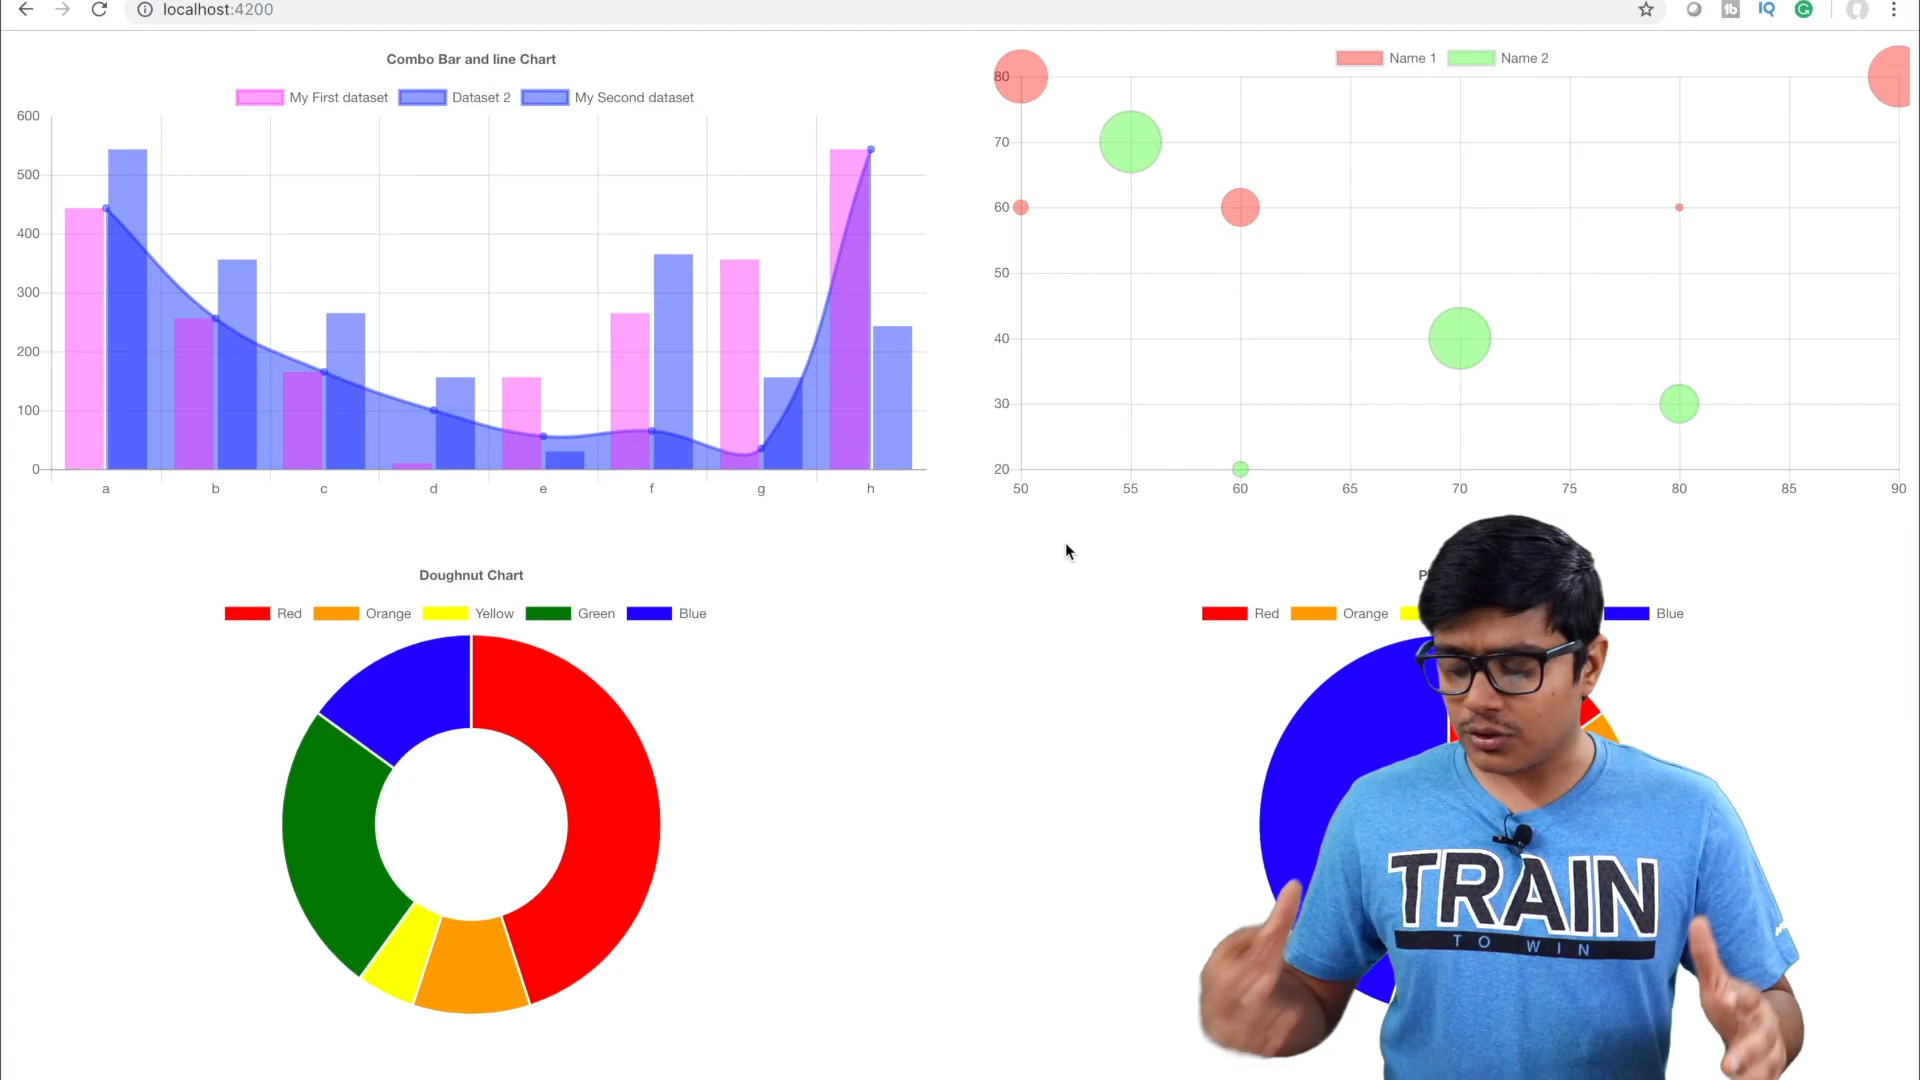 localhost:4200
Combo Bar and line Chart
My First dataset Dataset 2 My Second dataset
600
500
400
300
200
100
0
a b c d e f g h
Name 1 Name 2
80
70
60
50
40
30
20
50 55 60 65 70 75 80 85 90
Doughnut Chart
Red Orange Yellow Green Blue
Red Orange Blue
TRAIN
TO WIN
tb
IQ
G